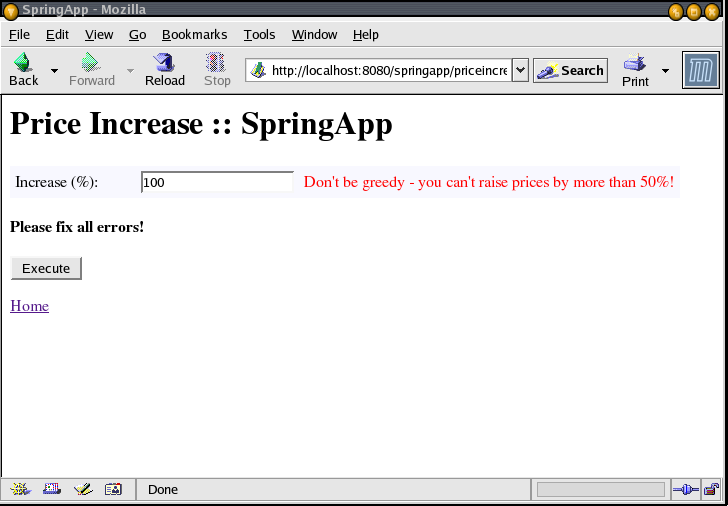 SpringApp - Mozilla
File Edit View Go Bookmarks Tools Window Help
Back Forward Reload Stop http://localhost:8080/springapp/priceincre Search Print
Price Increase :: SpringApp
Increase (%): 100 Don't be greedy - you can't raise prices by more than 50%!
Please fix all errors!
Execute
Home
Done